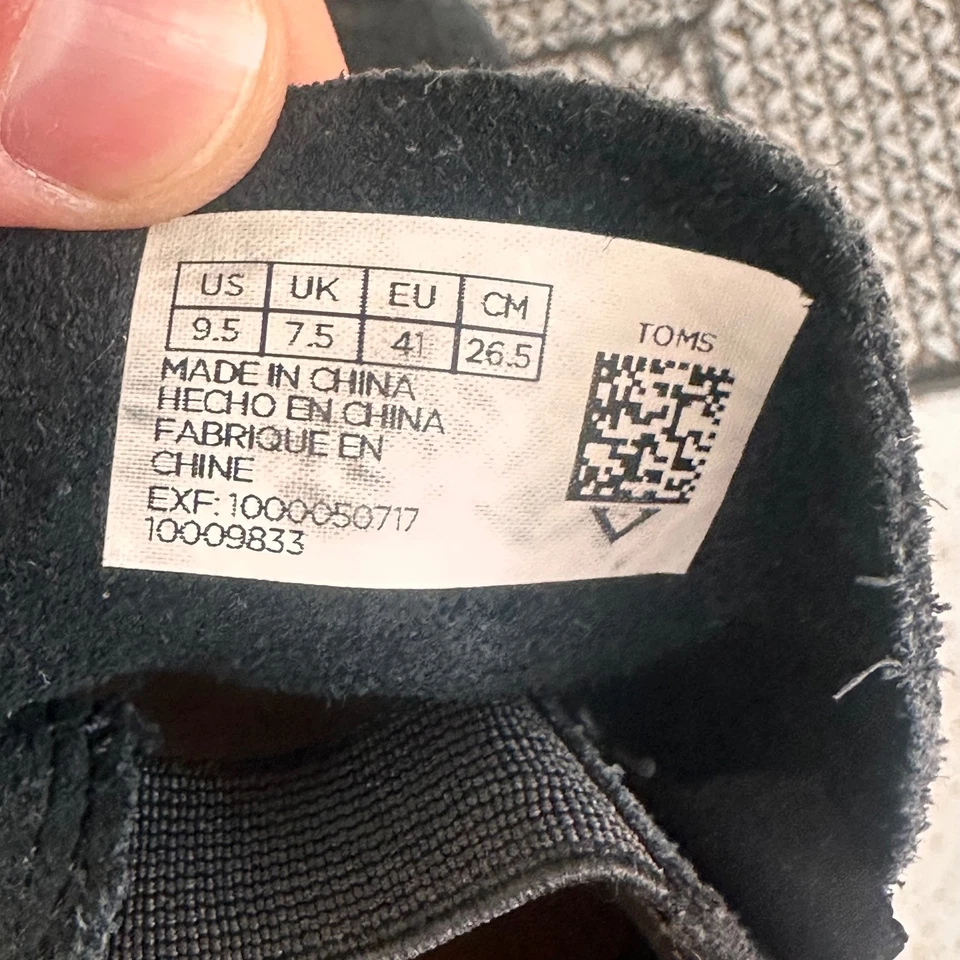 US UK EU CM
9.5 7.5 41 26.5
MADE IN CHINA
HECHO EN CHINA
FABRIQUE EN
CHINE
EXF: 1000050717
10009833
TOMS